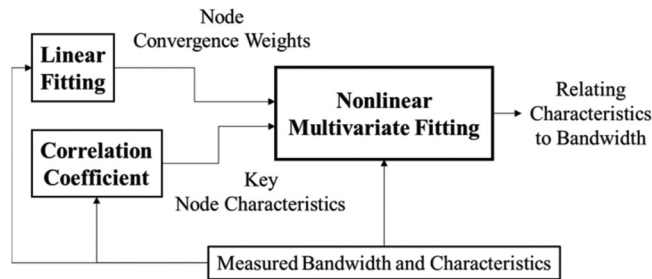 Node
Convergence Weights
Linear
Fitting
Nonlinear
Multivariate Fitting
Relating
Characteristics
to Bandwidth
Correlation
Coefficient
Key
Node Characteristics
Measured Bandwidth and Characteristics